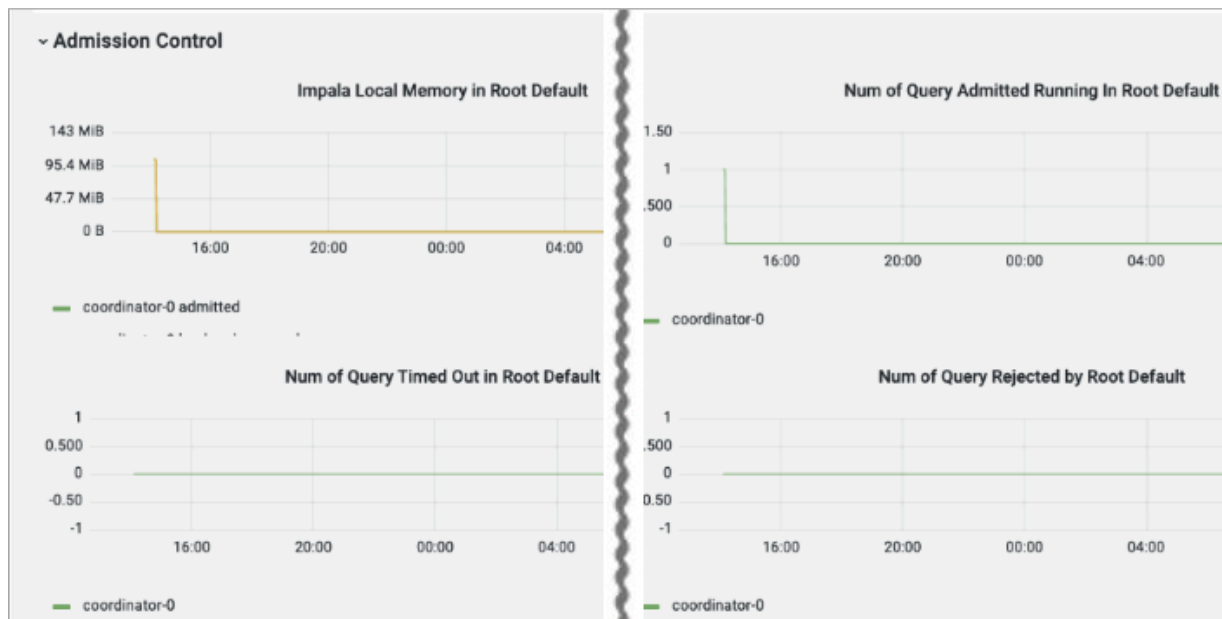 Admission Control
Impala Local Memory in Root Default
143 MiB
95.4 MiB
47.7 MiB
0 B
16:00 20:00 00:00 04:00
coordinator-0 admitted
Num of Query Admitted Running In Root Default
1.50
1
.500
0
16:00 20:00 00:00 04:00
coordinator-0
Num of Query Timed Out in Root Default
1
0.500
0
-0.50
-1
16:00 20:00 00:00 04:00
coordinator-0
Num of Query Rejected by Root Default
1
.500
0
0.50
-1
16:00 20:00 00:00 04:00
coordinator-0